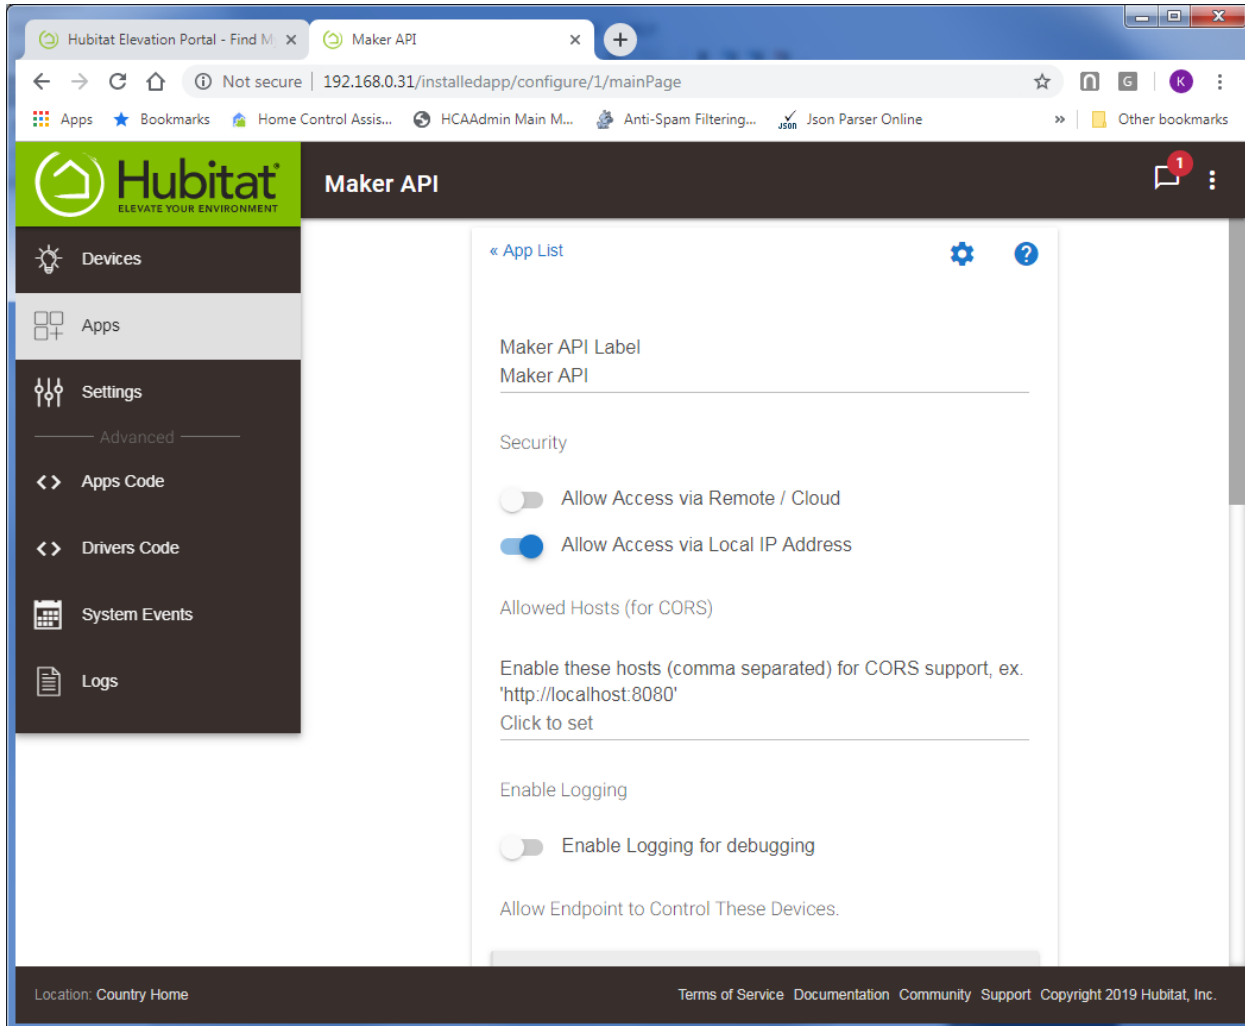 Hubitat Elevation Portal - Find My
Maker API
Not secure | 192.168.0.31/installedapp/configure/1/mainPage
G
K
Apps Bookmarks Home Control Assis... HCAAdmin Main M... Anti-Spam Filtering... Json Json Parser Online » Other bookmarks
Hubitat®
ELEVATE YOUR ENVIRONMENT
Maker API
1
Devices
Apps
Settings
Advanced
Apps Code
Drivers Code
System Events
Logs
« App List
Maker API Label
Maker API
Security
Allow Access via Remote / Cloud
Allow Access via Local IP Address
Allowed Hosts (for CORS)
Enable these hosts (comma separated) for CORS support, ex.
'http://localhost:8080'
Click to set
Enable Logging
Enable Logging for debugging
Allow Endpoint to Control These Devices.
Location: Country Home
Terms of Service Documentation Community Support Copyright 2019 Hubitat, Inc.